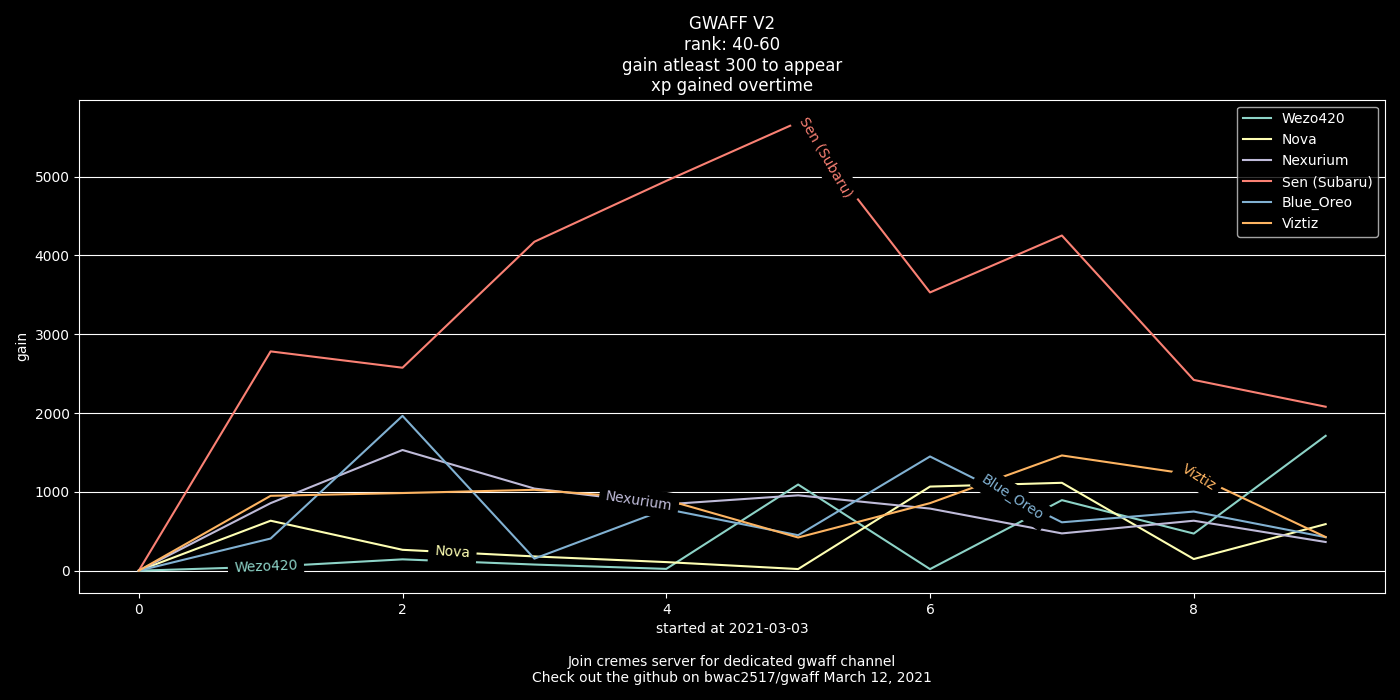 GWAFF V2
rank: 40-60
gain atleast 300 to appear
xp gained overtime
Wezo420
Nova
Nexurium
Sen (Subaru)
Blue_Oreo
Viztiz
gain
5000
4000
3000
2000
1000
0
Sen (Subaru)
Nexurium
Blue_Oreo
Viztiz
Nova
Wezo420
0 2 4 6 8
started at 2021-03-03
Join cremes server for dedicated gwaff channel
Check out the github on bwac2517/gwaff March 12, 2021